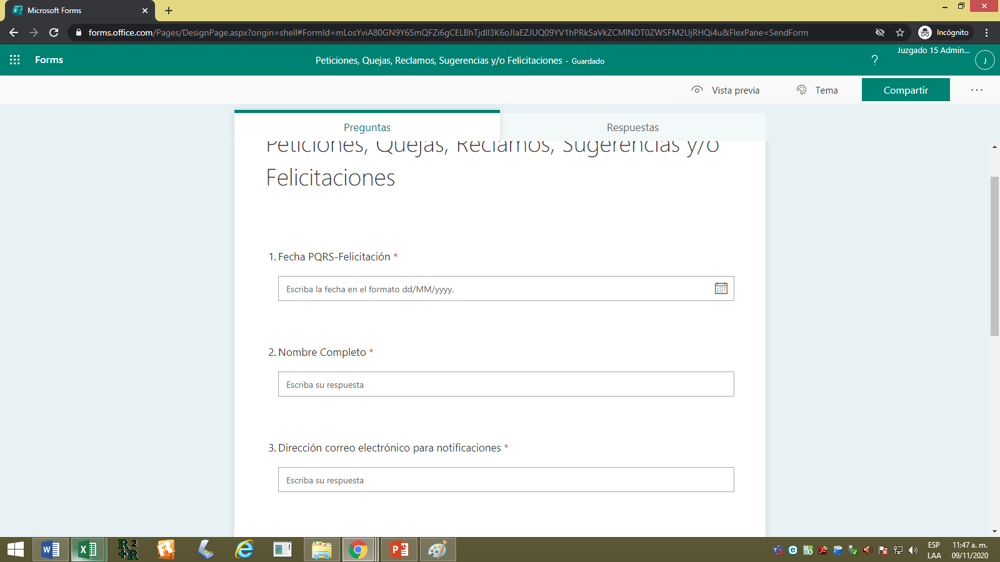 Microsoft Forms
forms.office.com/Pages/DesignPage.aspx?origin=shell#FormId=mLosYviA80GN9Y65mQFZi6gCELBhTjdIl3K6oJIaEZJUQ09YV1hPRk5aVkZCMlNDT0ZWSFM2UjRHQi4u&FlexPane=SendForm
Incógnito
Forms
Peticiones, Quejas, Reclamos, Sugerencias y/o Felicitaciones - Guardado
?
Juzgado 15 Admin...
J
Vista previa
Tema
Compartir
...
Preguntas
Respuestas
Peticiones, Quejas, Reclamos, Sugerencias y/o
Felicitaciones
1. Fecha PQRS-Felicitación *
Escriba la fecha en el formato dd/MM/yyyy.
2. Nombre Completo *
Escriba su respuesta
3. Dirección correo electrónico para notificaciones *
Escriba su respuesta
ESP
LAA
11:47 a. m.
09/11/2020